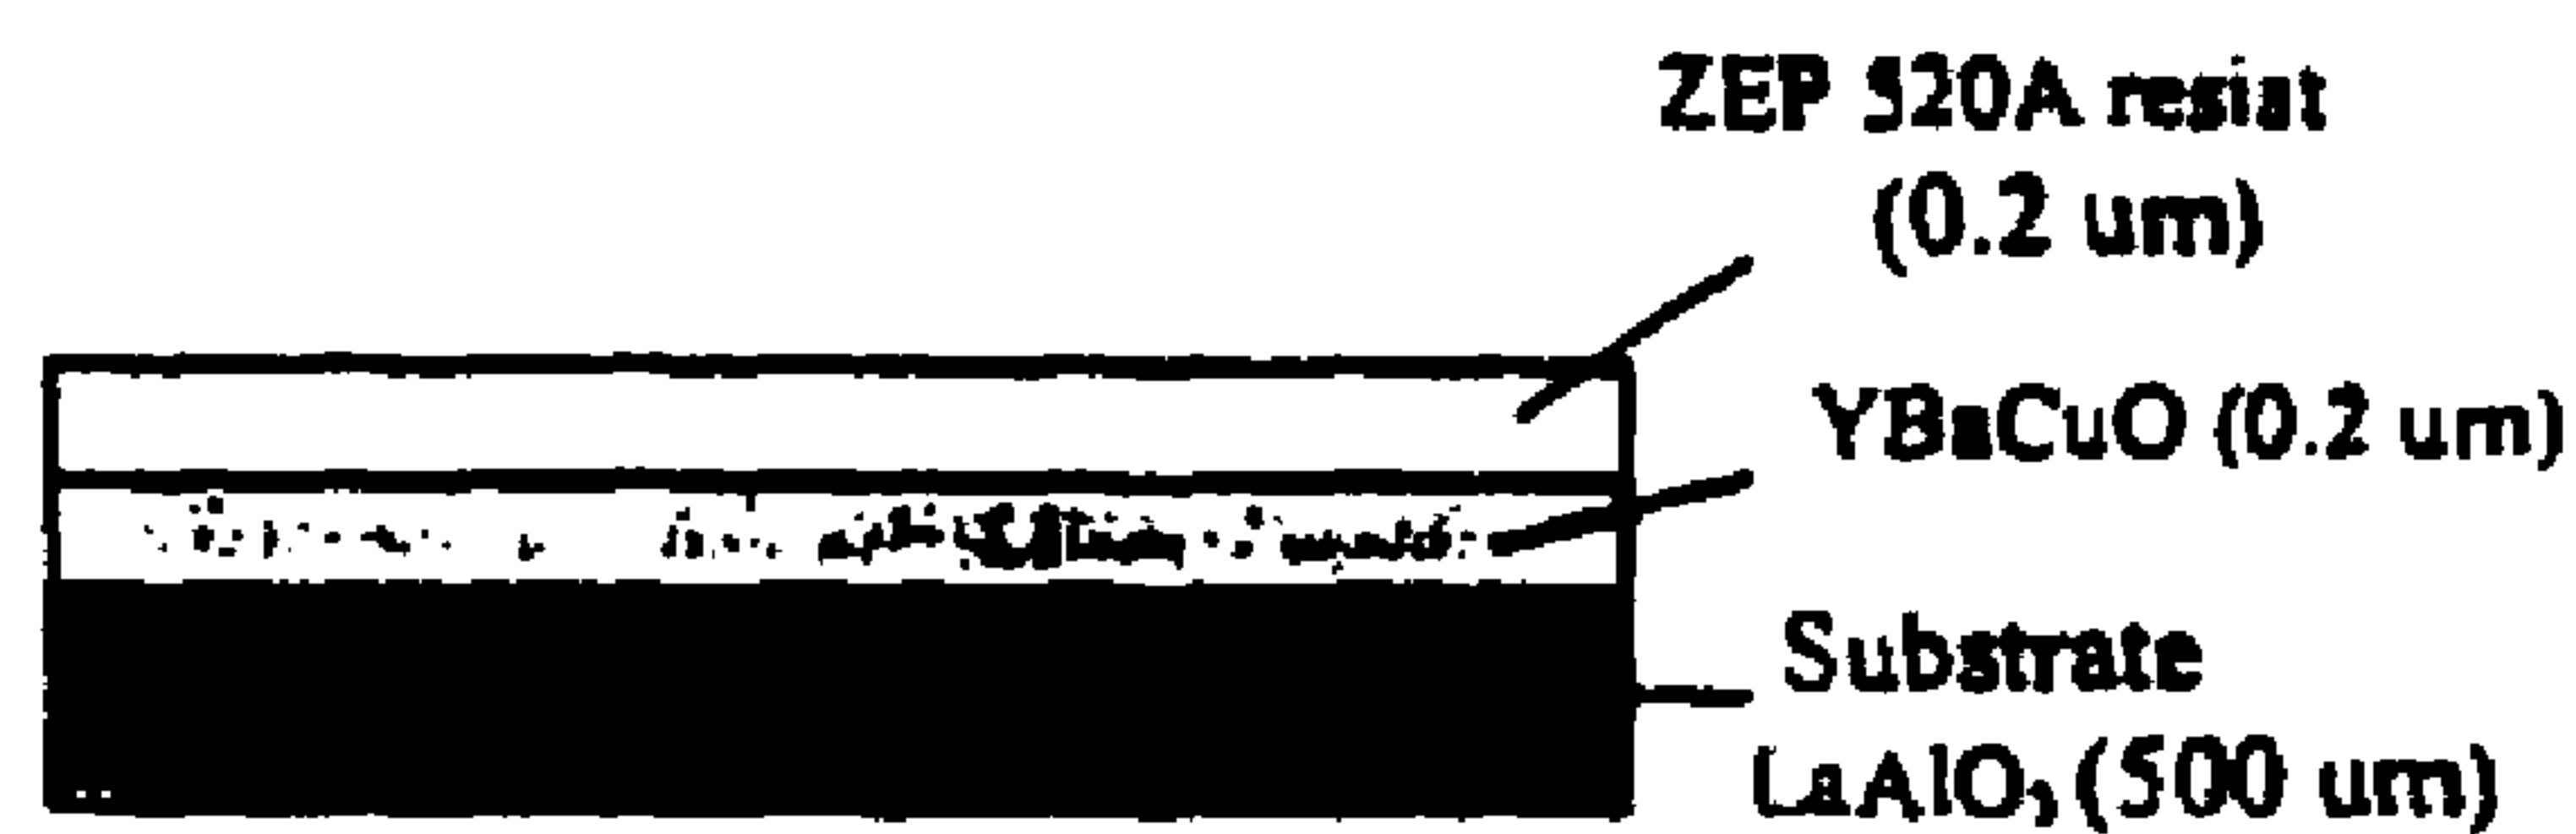 ZEP 520A resist
(0.2 um)
YBaCuO (0.2 um)
Substrate
LaAlO₃ (500 um)